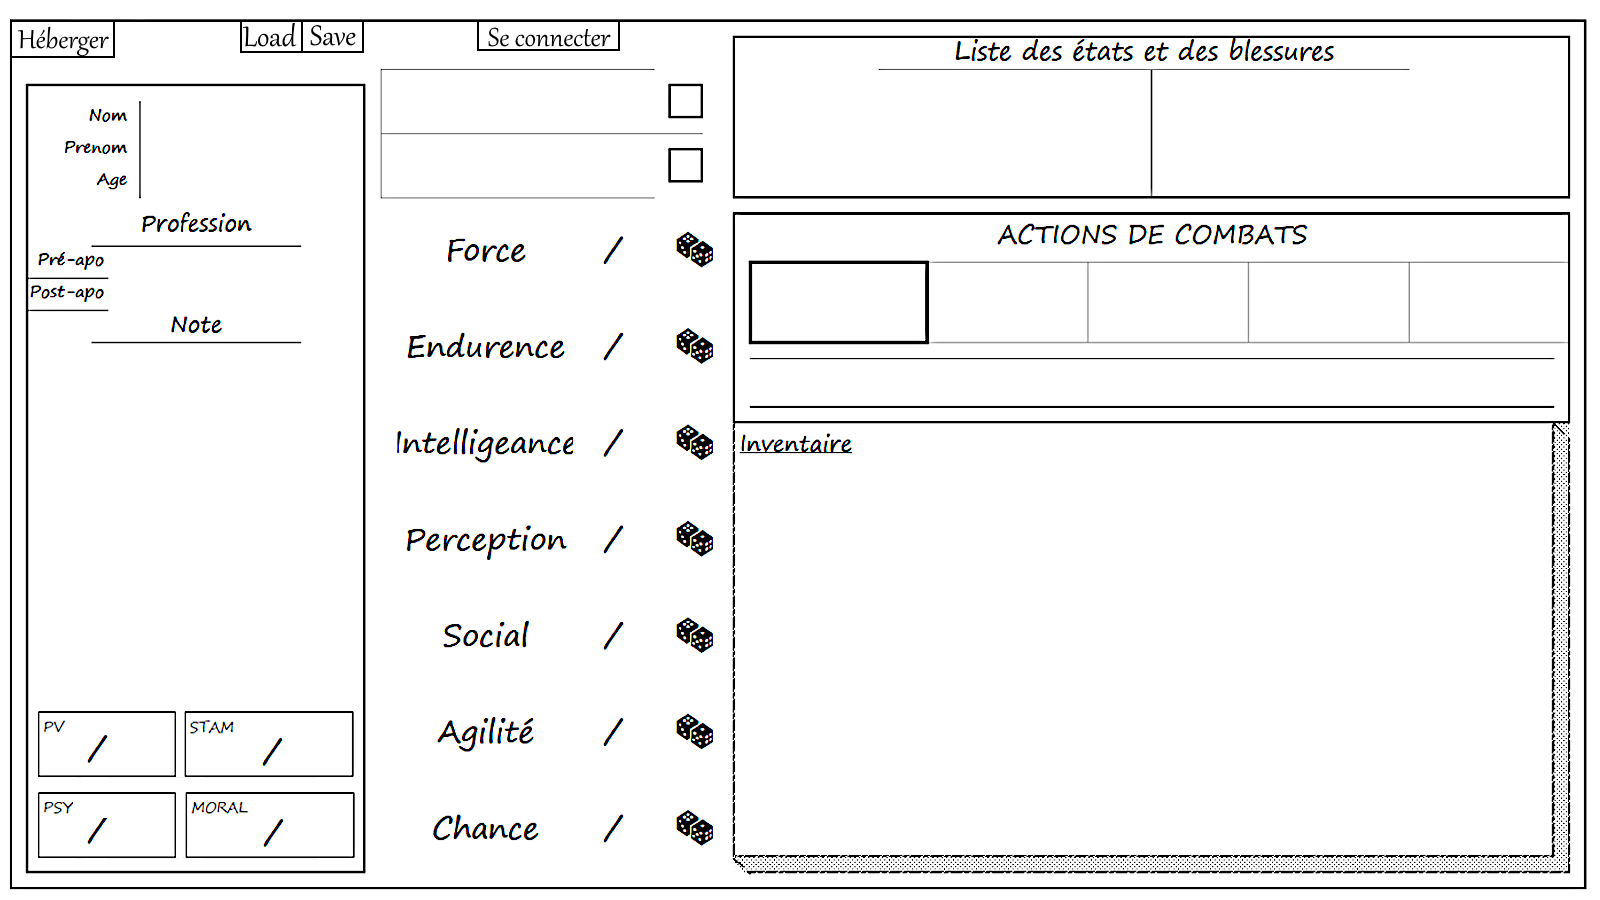 Héberger
Load
Save
Se connecter
Nom
Prenom
Age
Profession
Pré-apo
Post-apo
Note
PV
/
STAM
/
PSY
/
MORAL
/
Force /
Endurence /
Intelligeance /
Perception /
Social /
Agilité /
Chance /
Liste des états et des blessures
ACTIONS DE COMBATS
Inventaire